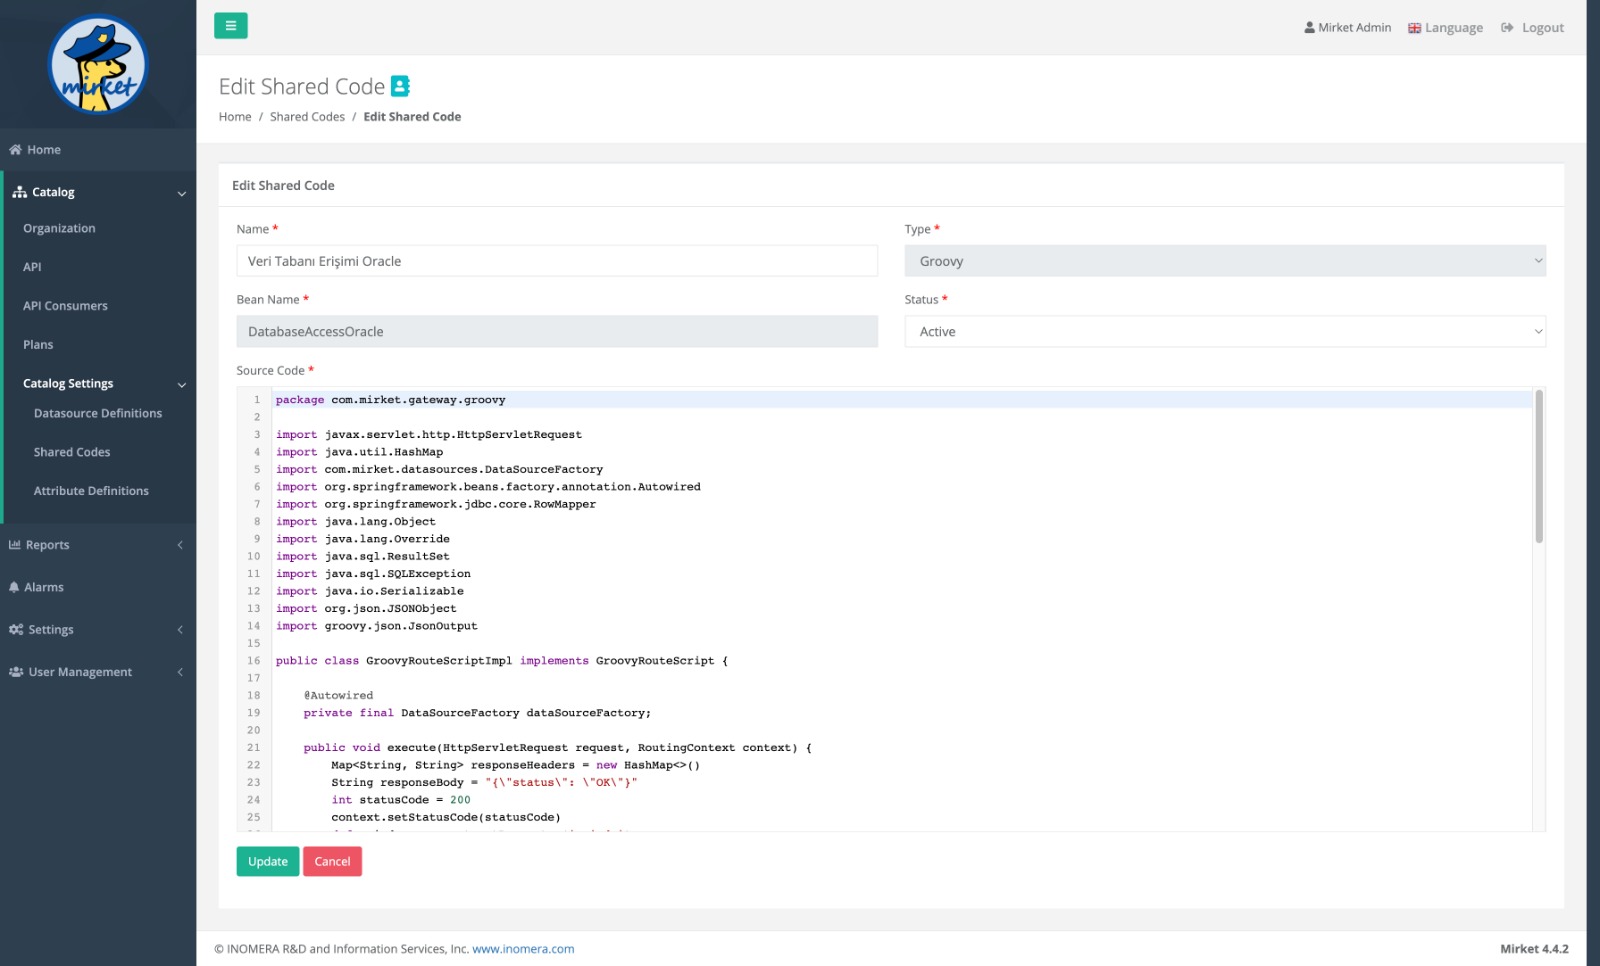 mirket
Mirket Admin
Language
Logout
Edit Shared Code
Home / Shared Codes / Edit Shared Code
Home
Catalog
Organization
API
API Consumers
Plans
Catalog Settings
Datasource Definitions
Shared Codes
Attribute Definitions
Reports
Alarms
Settings
User Management
Edit Shared Code
Name *
Veri Tabanı Erişimi Oracle
Type *
Groovy
Bean Name *
DatabaseAccessOracle
Status *
Active
Source Code *
1 package com.mirket.gateway.groovy
2
3 import javax.servlet.http.HttpServletRequest
4 import java.util.HashMap
5 import com.mirket.datasources.DataSourceFactory
6 import org.springframework.beans.factory.annotation.Autowired
7 import org.springframework.jdbc.core.RowMapper
8 import java.lang.Object
9 import java.lang.Override
10 import java.sql.ResultSet
11 import java.sql.SQLException
12 import java.io.Serializable
13 import org.json.JSONObject
14 import groovy.json.JsonOutput
15
16 public class GroovyRouteScriptImpl implements GroovyRouteScript {
17
18 @Autowired
19 private final DataSourceFactory dataSourceFactory;
20
21 public void execute(HttpServletRequest request, RoutingContext context) {
22 Map<String, String> responseHeaders = new HashMap<>()
23 String responseBody = "{\"status\": \"OK\"}"
24 int statusCode = 200
25 context.setStatusCode(statusCode)
Update
Cancel
© INOMERA R&D and Information Services, Inc. www.inomera.com
Mirket 4.4.2